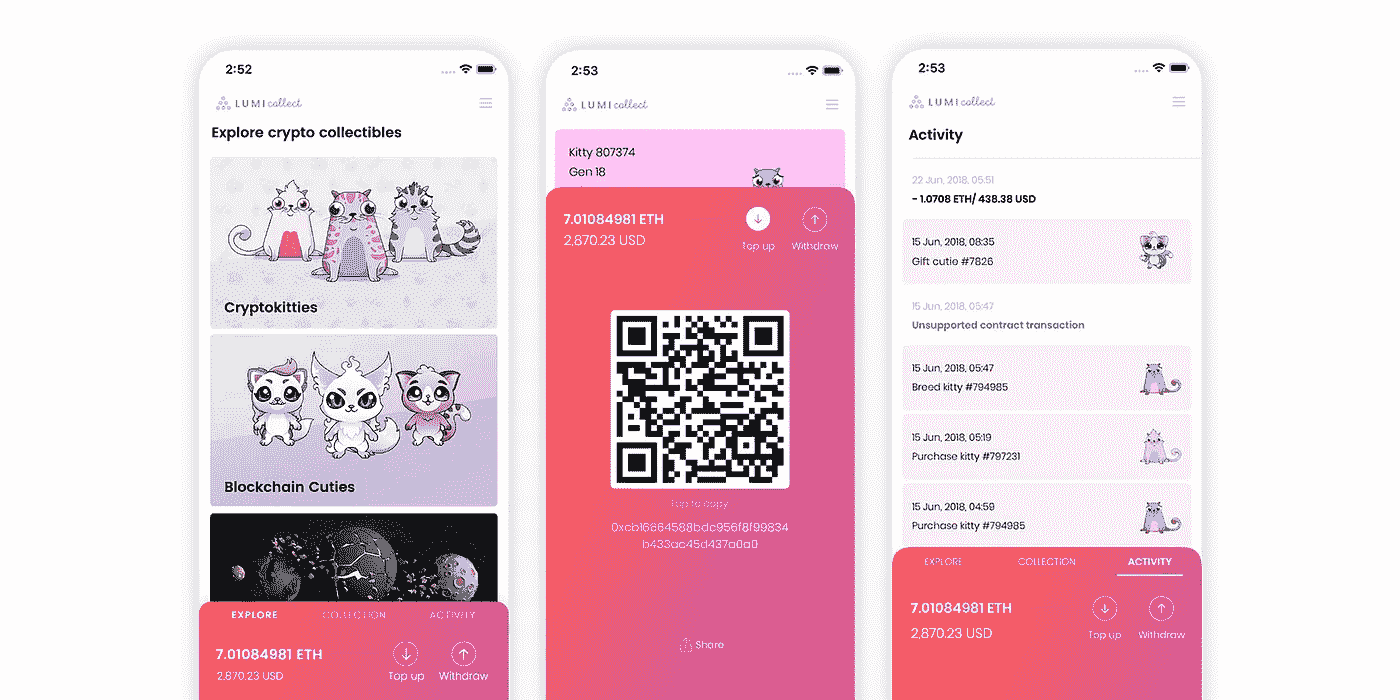 2:52
LUMI collect
Explore crypto collectibles
Cryptokitties
Blockchain Cuties
EXPLORE COLLECTION ACTIVITY
7.01084981 ETH
2,870.23 USD
Top up Withdraw
2:53
LUMI collect
Kitty 807374
Gen 18
7.01084981 ETH
2,870.23 USD
Top up Withdraw
Tap to copy
b433ac45d437a0a0
Share
2:53
LUMI collect
Activity
22 Jun, 2018, 05:51
- 1.0708 ETH/ 438.38 USD
15 Jun, 2018, 08:35
Gift cutie #7826
15 Jun, 2018, 05:47
Unsupported contract transaction
15 Jun, 2018, 05:47
Breed kitty #794985
15 Jun, 2018, 05:19
Purchase kitty #797231
15 Jun, 2018, 04:59
Purchase kitty #794985
EXPLORE COLLECTION ACTIVITY
7.01084981 ETH
2,870.23 USD
Top up Withdraw